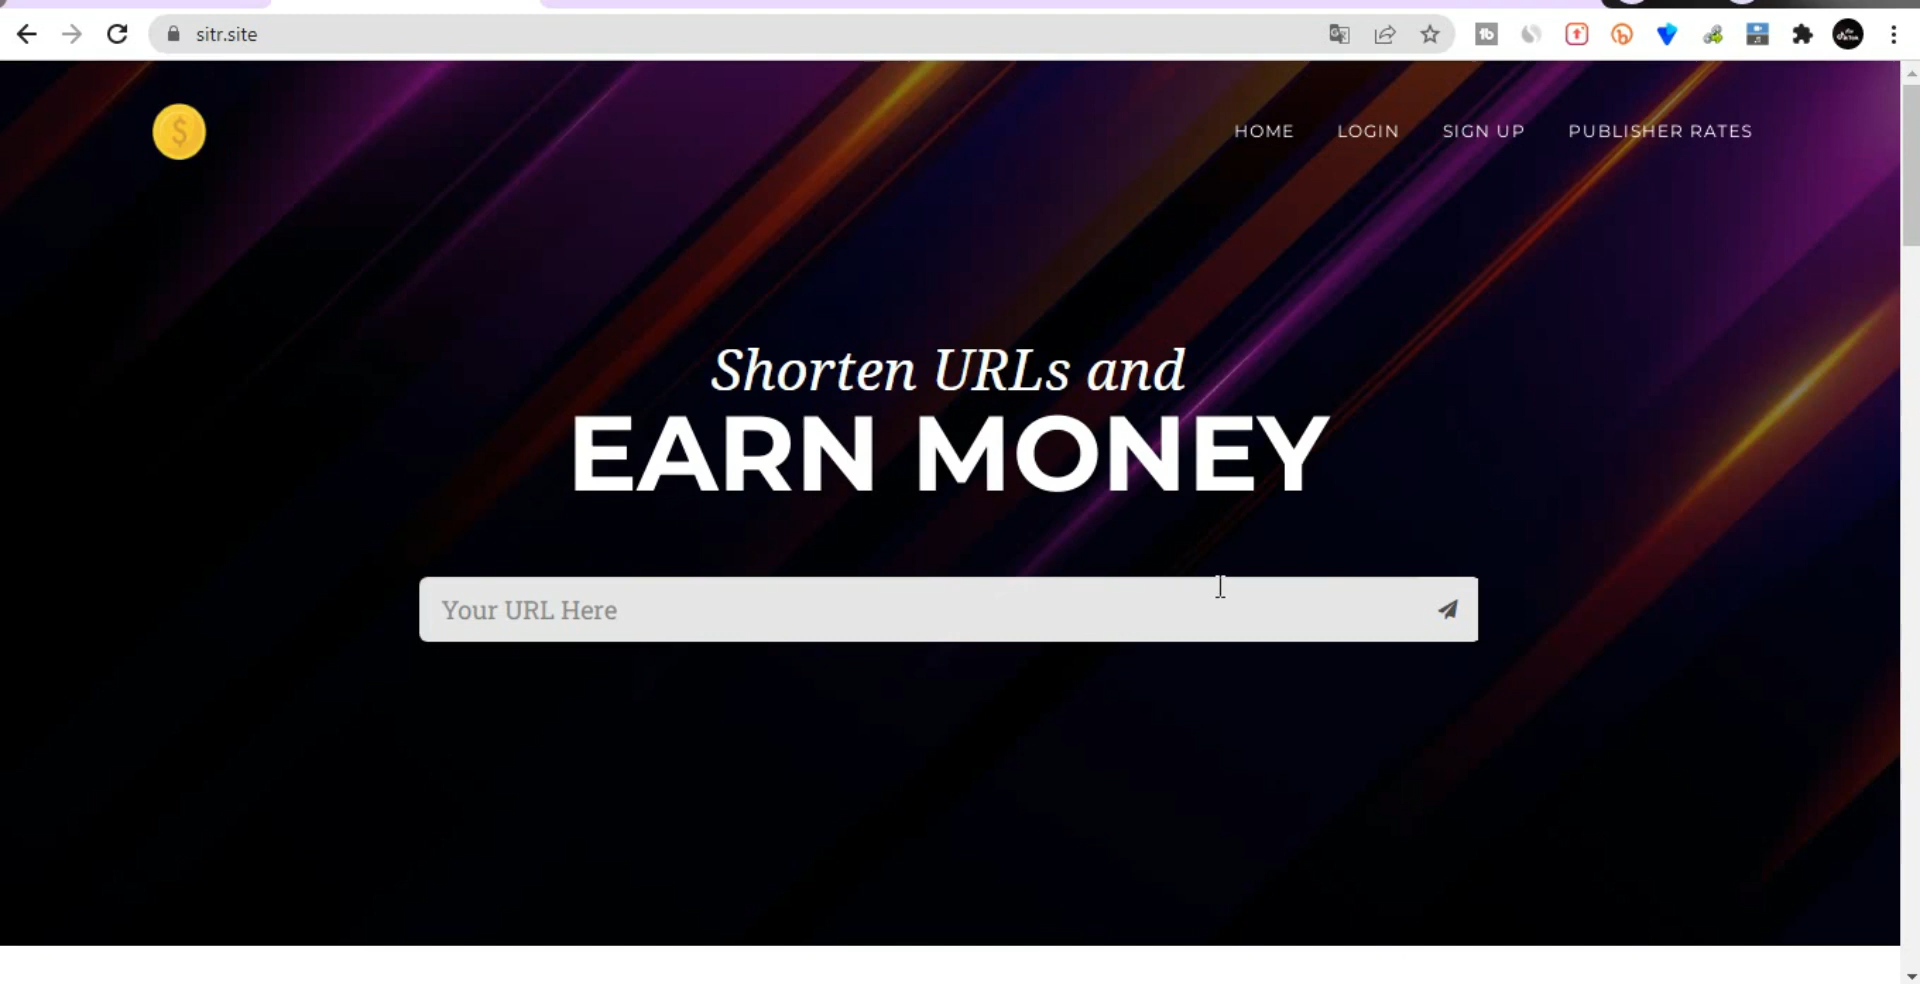 sitr.site
$
HOME LOGIN SIGN UP PUBLISHER RATES
Shorten URLs and
EARN MONEY
Your URL Here